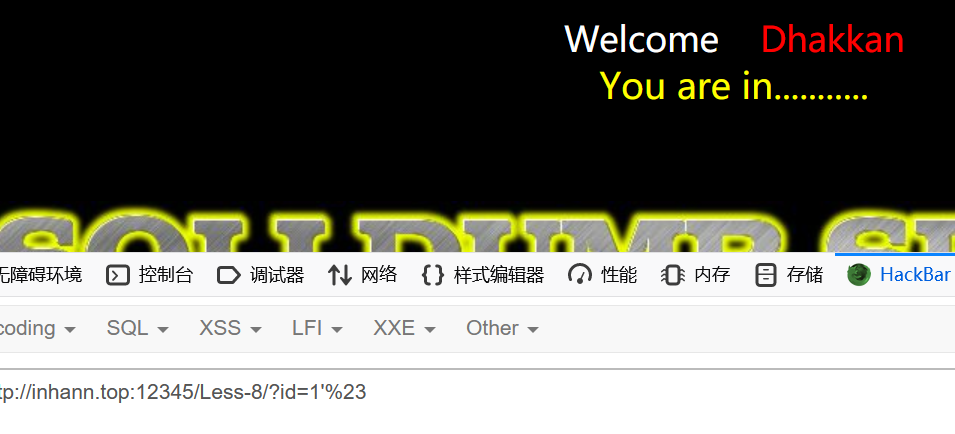 Welcome Dhakkan
You are in...........
SQLI DUMB S
无障碍环境 控制台 调试器 网络 样式编辑器 性能 内存 存储 HackBar
coding SQL XSS LFI XXE Other
tp://inhann.top:12345/Less-8/?id=1'%23